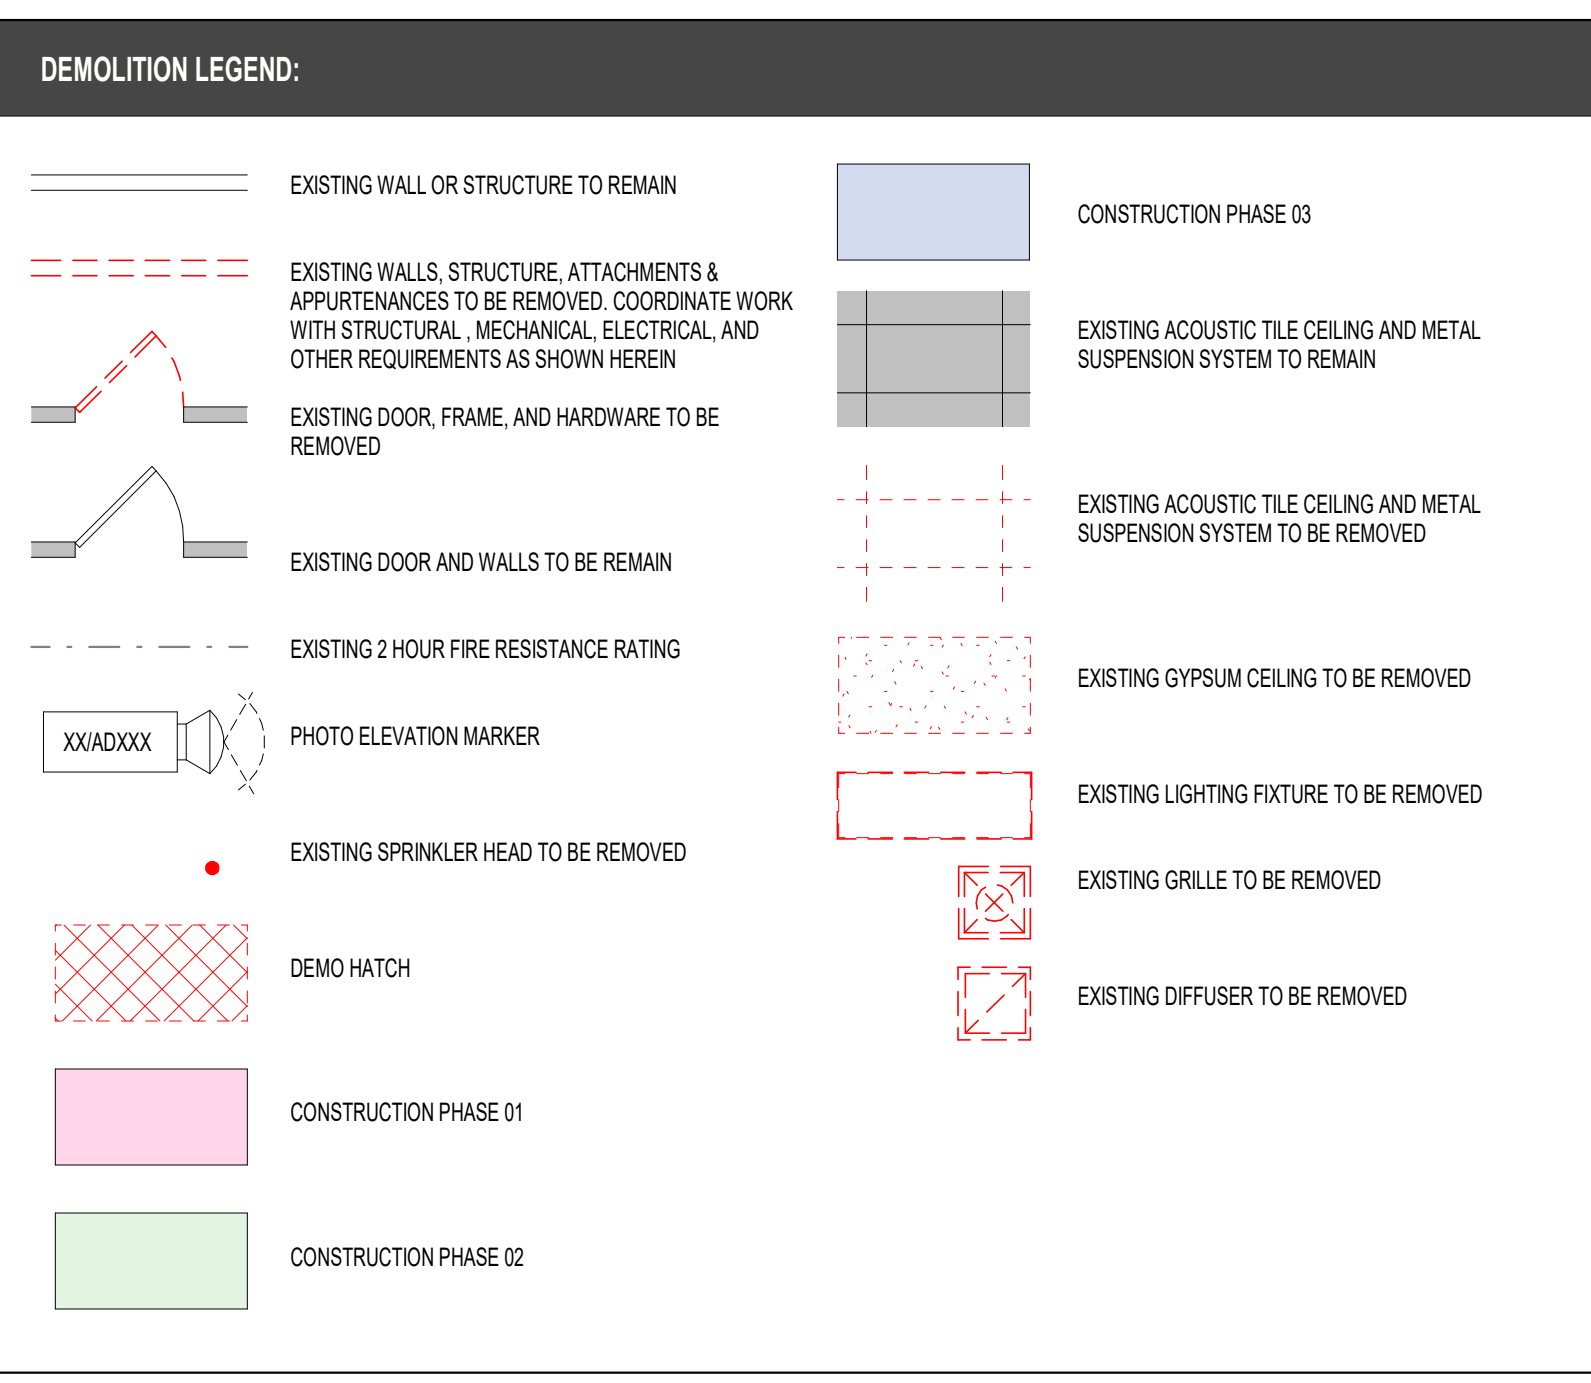 DEMOLITION LEGEND:
EXISTING WALL OR STRUCTURE TO REMAIN
EXISTING WALLS, STRUCTURE, ATTACHMENTS &
APPURTENANCES TO BE REMOVED. COORDINATE WORK
WITH STRUCTURAL , MECHANICAL, ELECTRICAL, AND
OTHER REQUIREMENTS AS SHOWN HEREIN
EXISTING DOOR, FRAME, AND HARDWARE TO BE
REMOVED
EXISTING DOOR AND WALLS TO BE REMAIN
EXISTING 2 HOUR FIRE RESISTANCE RATING
XX/ADXXX
PHOTO ELEVATION MARKER
EXISTING SPRINKLER HEAD TO BE REMOVED
DEMO HATCH
CONSTRUCTION PHASE 01
CONSTRUCTION PHASE 02
CONSTRUCTION PHASE 03
EXISTING ACOUSTIC TILE CEILING AND METAL
SUSPENSION SYSTEM TO REMAIN
EXISTING ACOUSTIC TILE CEILING AND METAL
SUSPENSION SYSTEM TO BE REMOVED
EXISTING GYPSUM CEILING TO BE REMOVED
EXISTING LIGHTING FIXTURE TO BE REMOVED
EXISTING GRILLE TO BE REMOVED
EXISTING DIFFUSER TO BE REMOVED